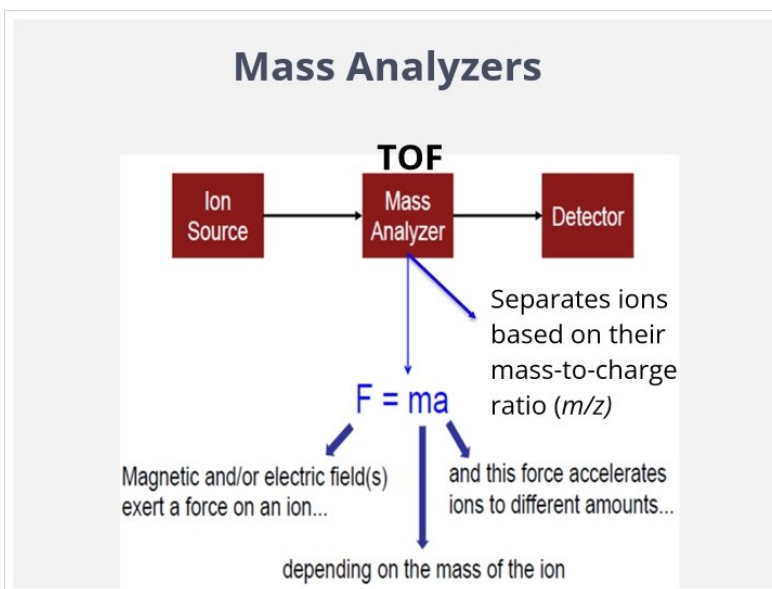 Mass Analyzers
TOF
Ion
Source
Mass
Analyzer
Detector
Separates ions
based on their
mass-to-charge
ratio (m/z)
F = ma
Magnetic and/or electric field(s)
exert a force on an ion...
and this force accelerates
ions to different amounts...
depending on the mass of the ion